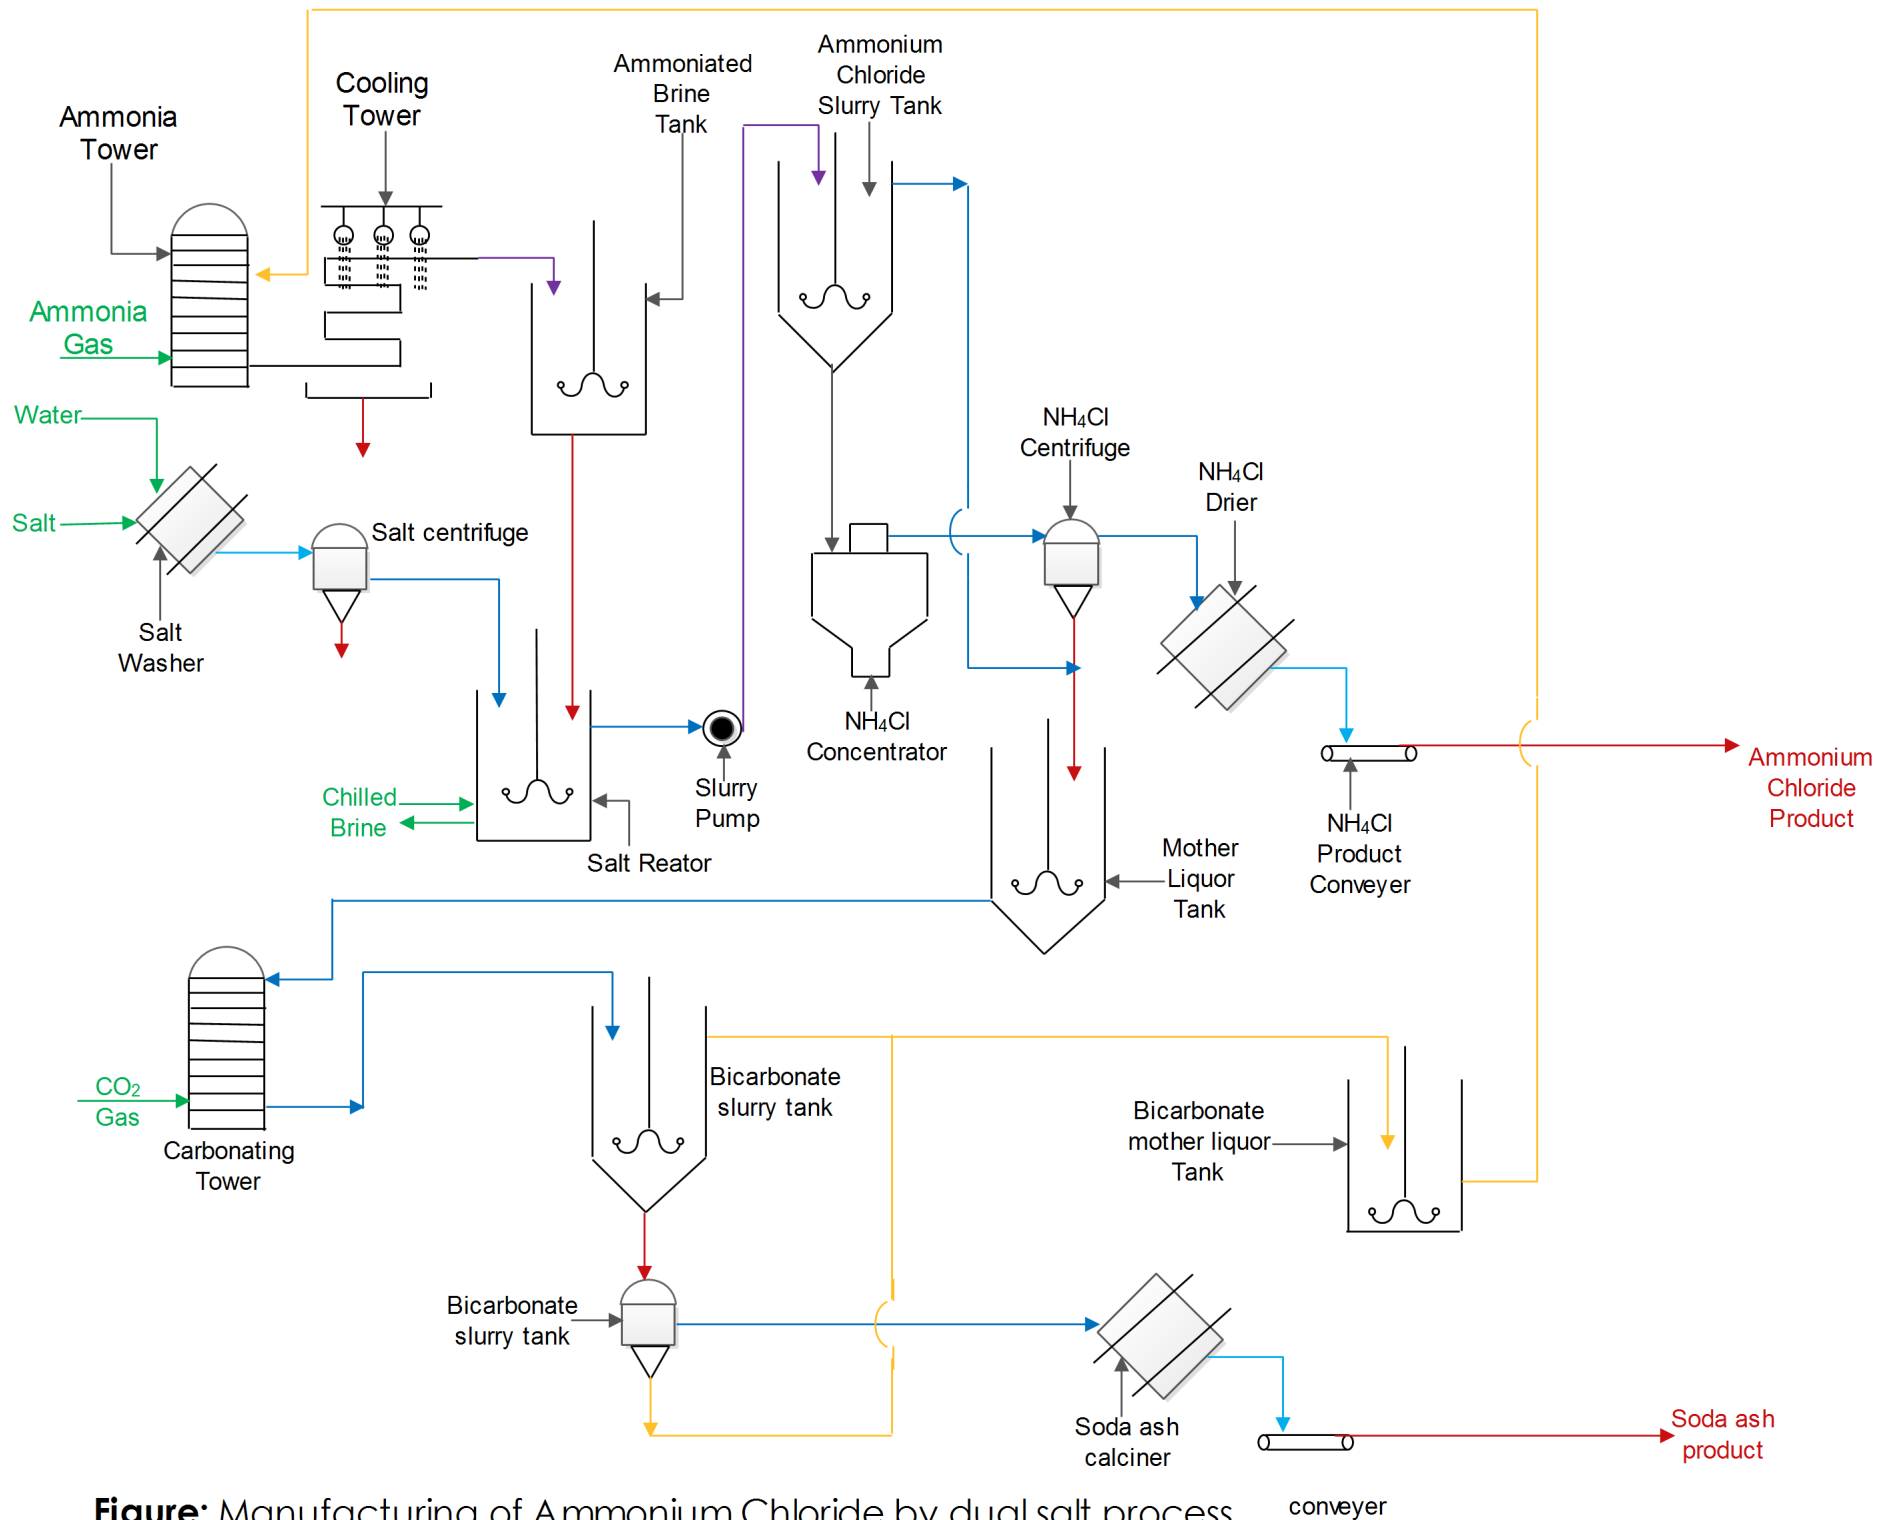 Ammonium
Chloride
Slurry Tank
Ammoniated
Brine
Tank
Cooling
Tower
Ammonia
Tower
Ammonia
Gas
Water
Salt
Salt centrifuge
Salt
Washer
NH₄Cl
Centrifuge
NH₄Cl
Drier
NH₄Cl
Concentrator
Slurry
Pump
Chilled
Brine
Salt Reator
Ammonium
Chloride
Product
NH₄Cl
Product
Conveyer
Mother
Liquor
Tank
CO₂
Gas
Carbonating
Tower
Bicarbonate
slurry tank
Bicarbonate
mother liquor
Tank
Bicarbonate
slurry tank
Soda ash
calciner
Soda ash
product
conveyer
Figure: Manufacturing of Ammonium Chloride by dual salt process